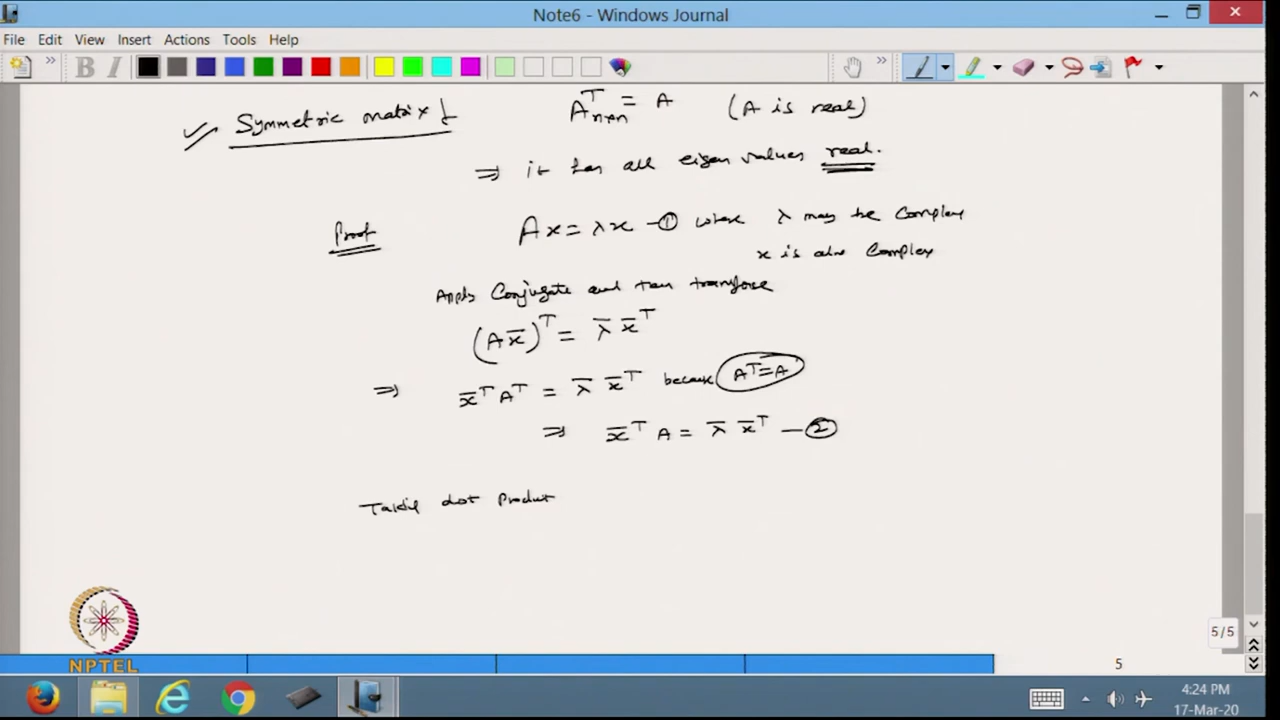 Note6 - Windows Journal
File Edit View Insert Actions Tools Help
Symmetric matrix A^T_{n×n} = A (A is real)
⇒ it has all eigen values real.
Proof Ax = λx — ① where λ may be complex
x is also Complex
Apply Conjugate and then transpose
(A x̄)^T = λ̄ x̄^T
⇒ x̄^T A^T = λ̄ x̄^T because A^T = A
⇒ x̄^T A = λ̄ x̄^T — ②
Taking dot Product
5/5
NPTEL
5
4:24 PM
17-Mar-20